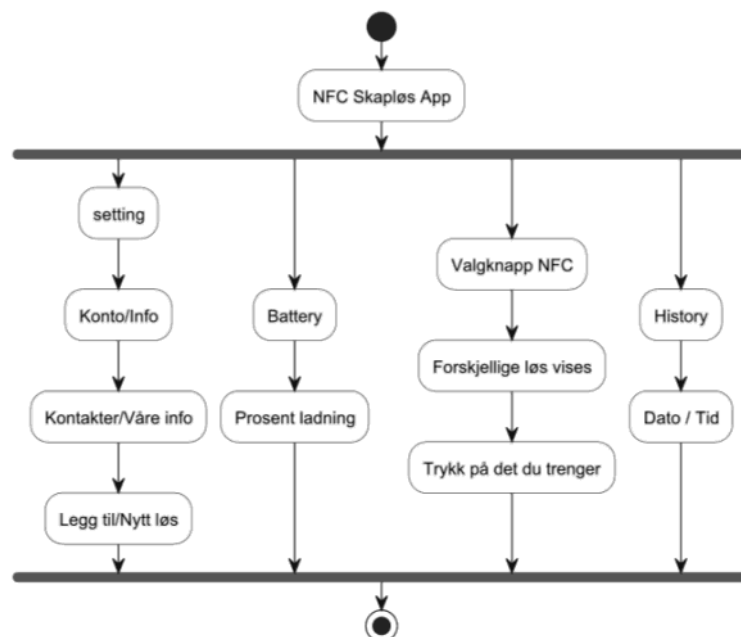 NFC Skapløs App
setting
Konto/Info
Kontakter/Våre info
Legg til/Nytt løs
Battery
Prosent ladning
Valgknapp NFC
Forskjellige løs vises
Trykk på det du trenger
History
Dato / Tid